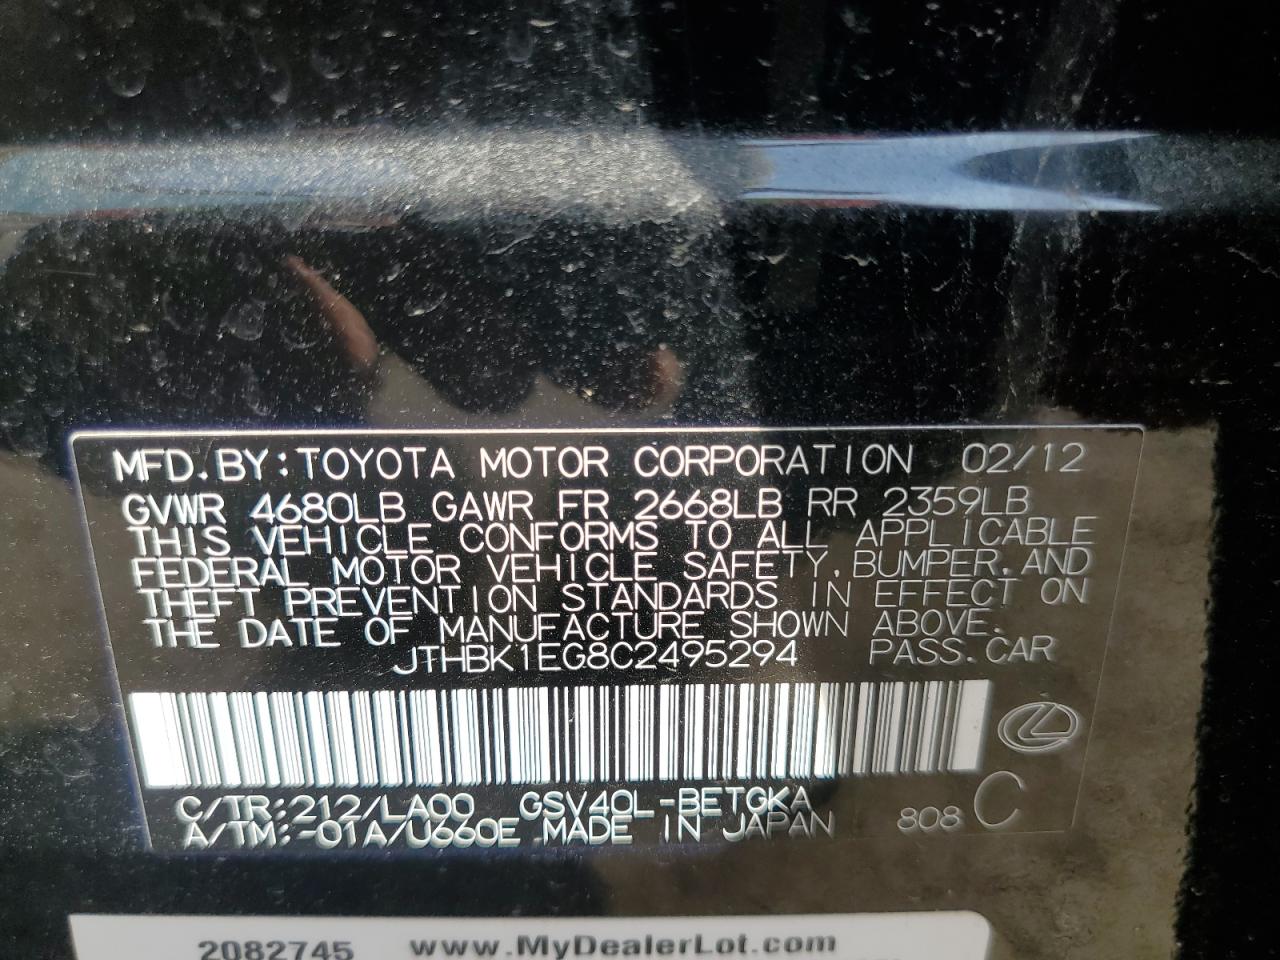 MFD.BY:TOYOTA MOTOR CORPORATION 02/12
GVWR 4680LB GAWR FR 2668LB RR 2359LB
THIS VEHICLE CONFORMS TO ALL APPLICABLE
FEDERAL MOTOR VEHICLE SAFETY, BUMPER, AND
THEFT PREVENTION STANDARDS IN EFFECT ON
THE DATE OF MANUFACTURE SHOWN ABOVE.
JTHBK1EG8C2495294 PASS.CAR
C/TR:212/LA00 GSV40L-BETGKA
A/TM:-01A/U660E MADE IN JAPAN 808 C
2082745 www.MyDealerLot.com